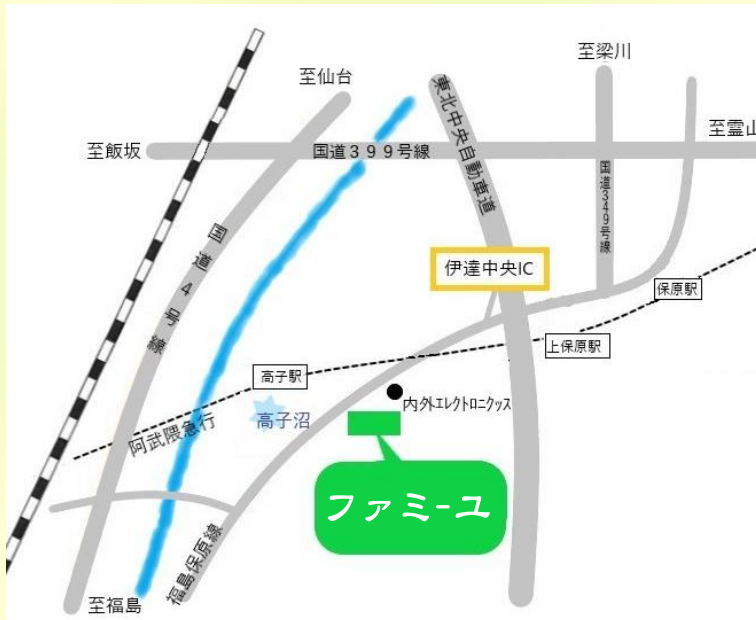 至梁川
至仙台
至霊山
至飯坂
国道399号線
東北中央自動車道
国道349号線
国道4号線
伊達中央IC
保原駅
上保原駅
高子駅
内外ｴﾚｸﾄﾛﾆｸｯｽ
高子沼
阿武隈急行
ファミーユ
福島保原線
至福島